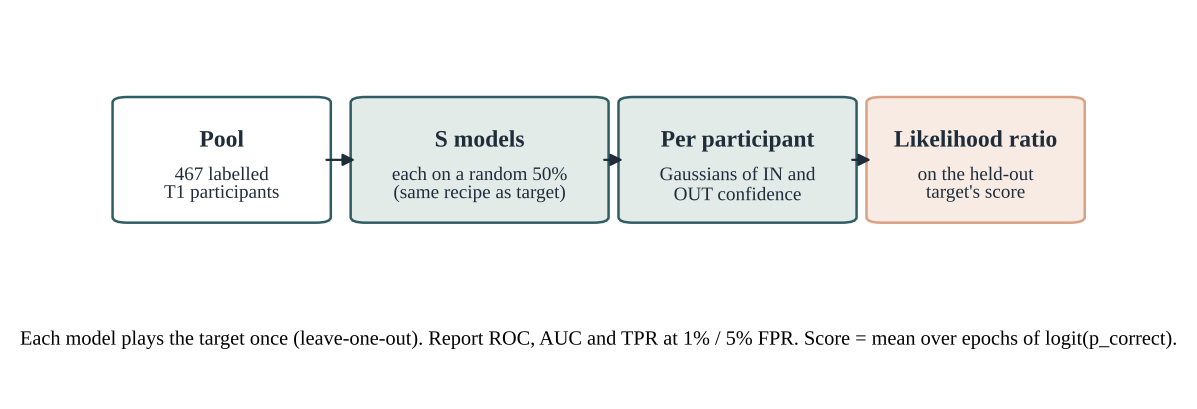 Pool
467 labelled
T1 participants
S models
each on a random 50%
(same recipe as target)
Per participant
Gaussians of IN and
OUT confidence
Likelihood ratio
on the held-out
target's score
Each model plays the target once (leave-one-out). Report ROC, AUC and TPR at 1% / 5% FPR. Score = mean over epochs of logit(p_correct).